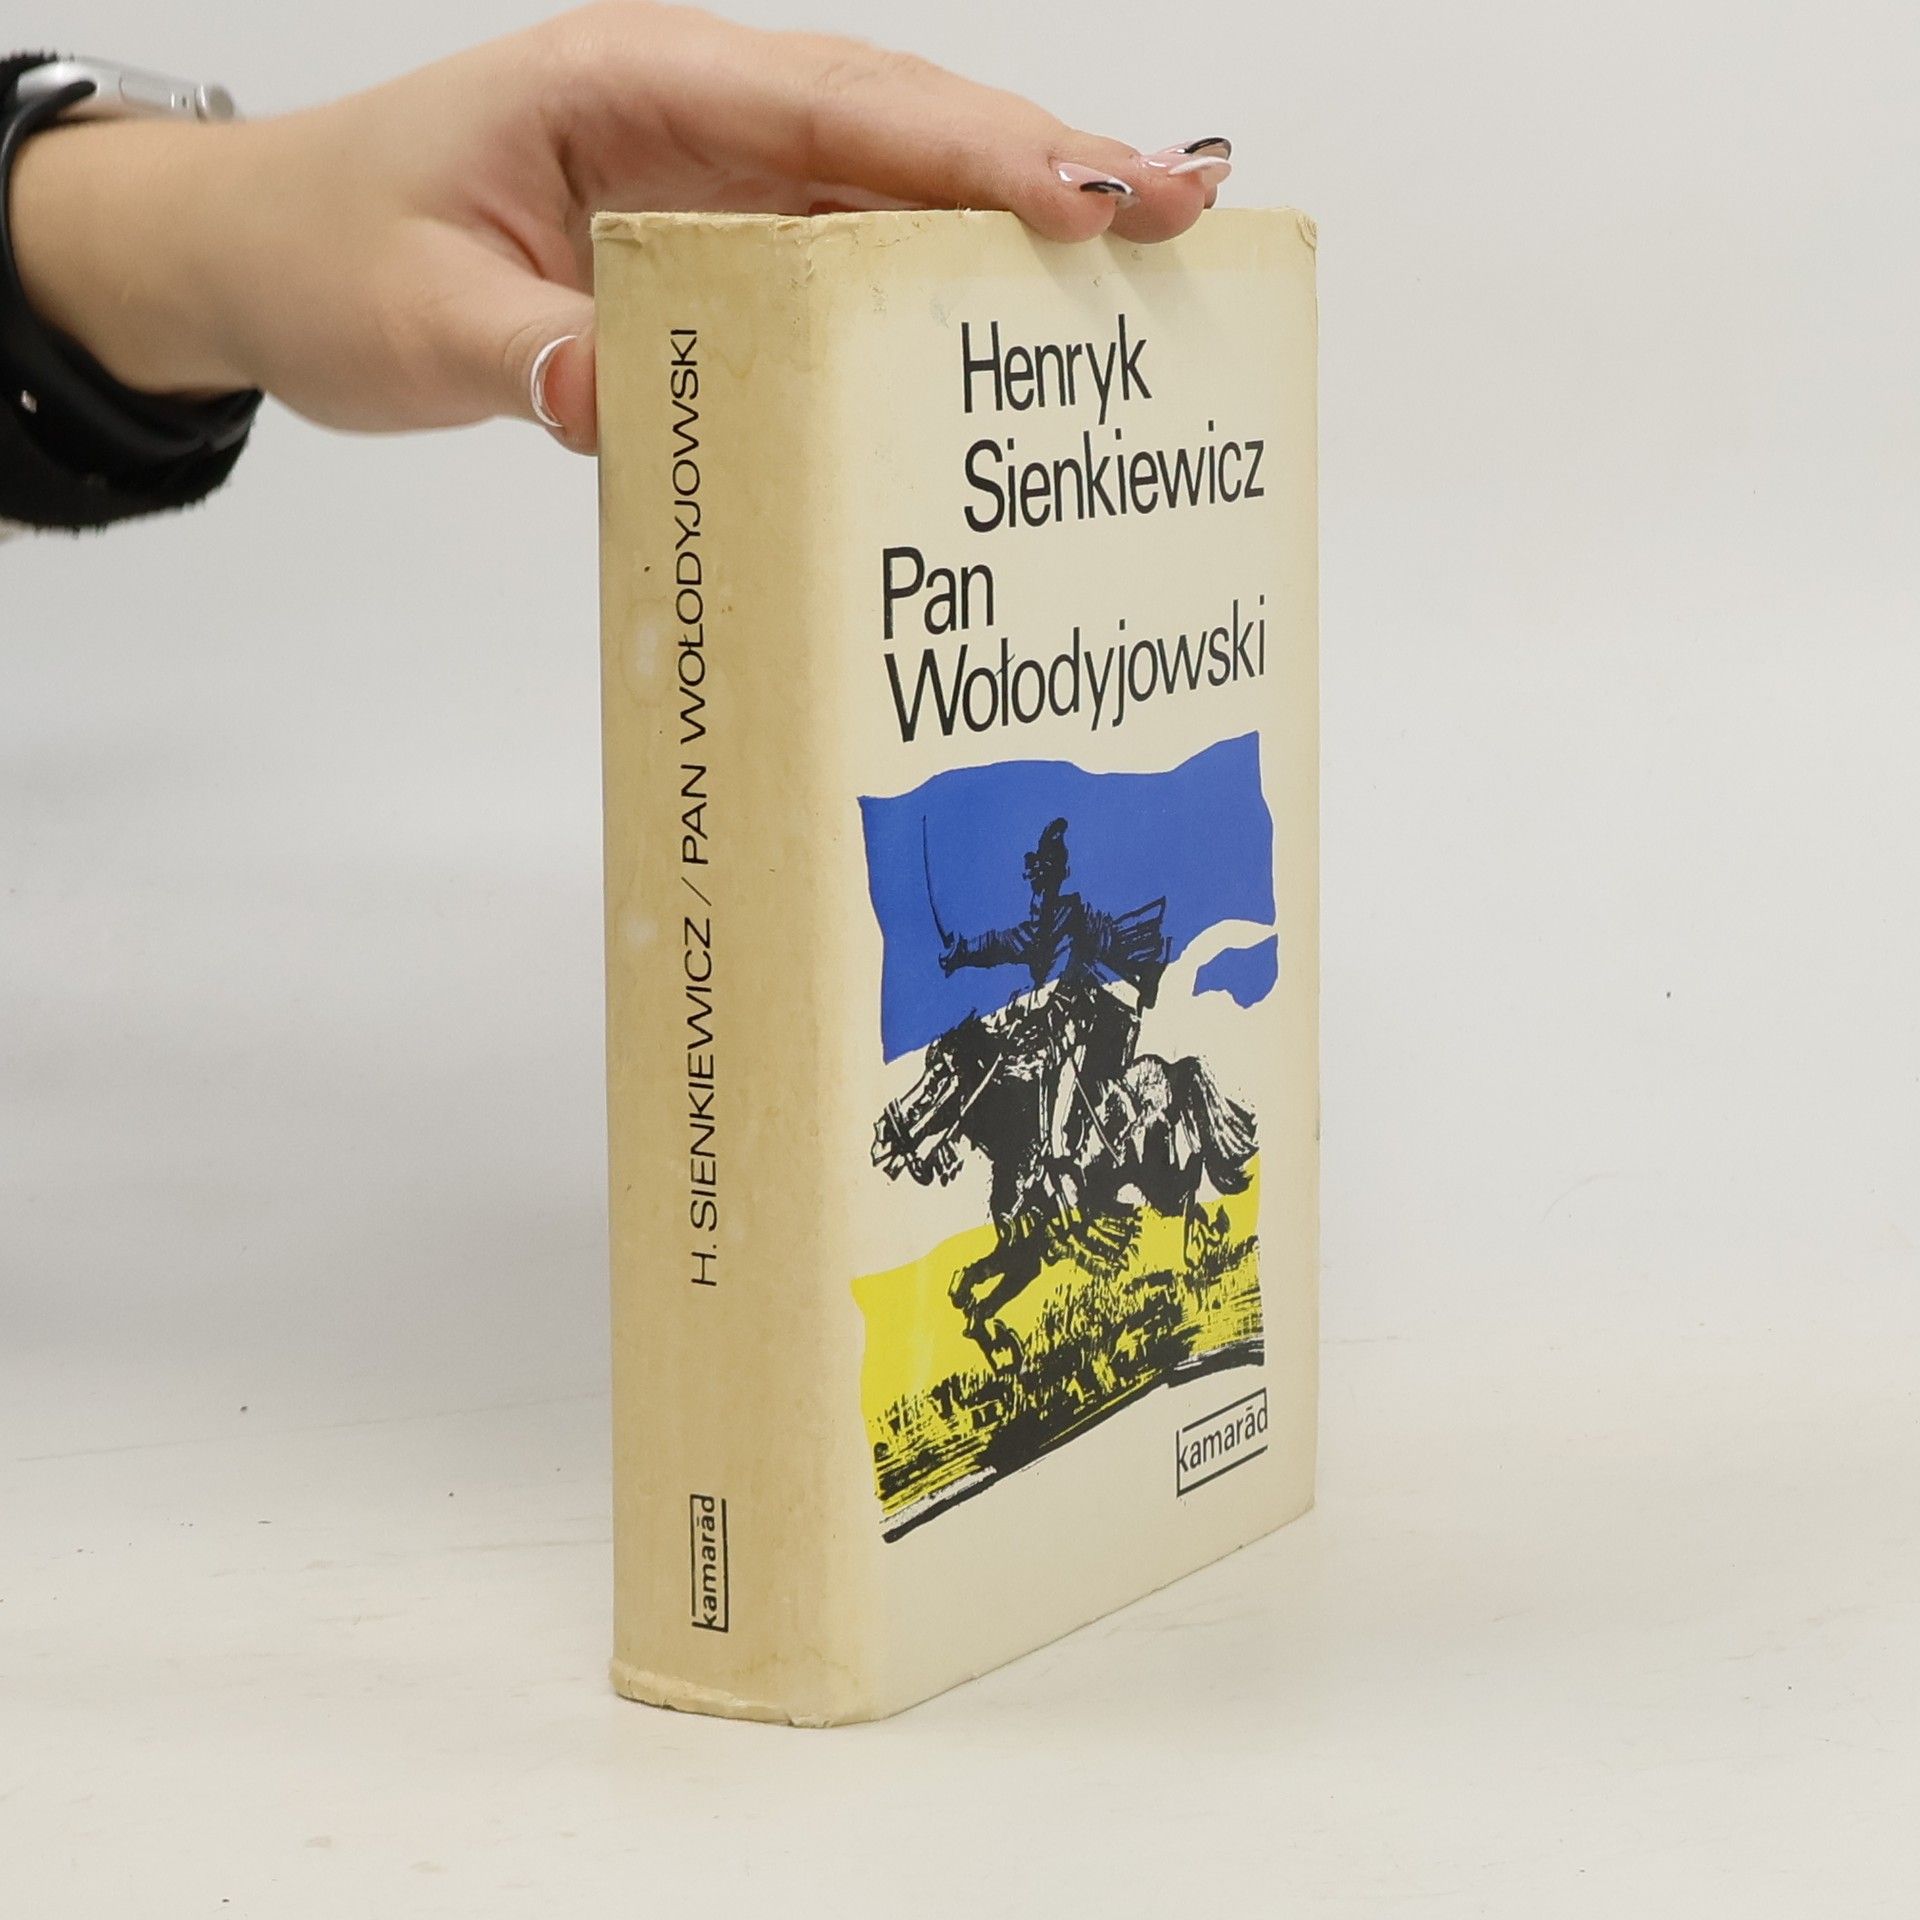 H. SIENKIEWICZ / PAN WOŁODYJOWSKI
kamarád
Henryk
Sienkiewicz
Pan
Wołodyjowski
kamarád